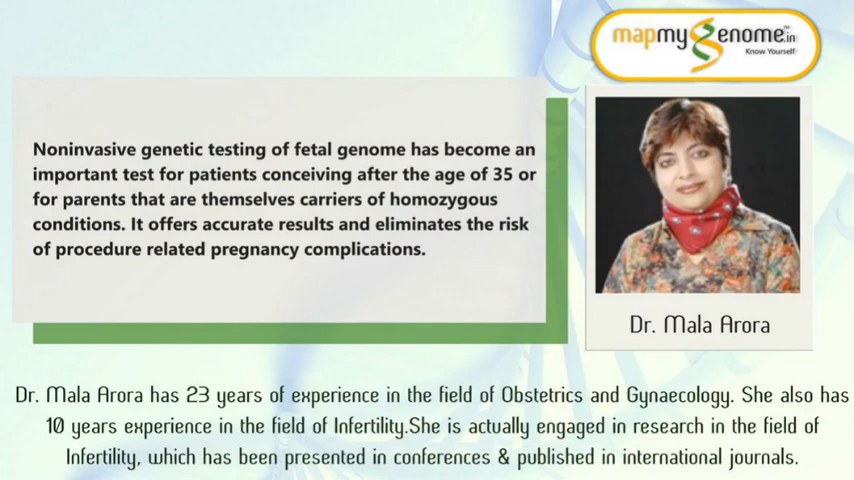 mapmygenome.in™
Know Yourself
Noninvasive genetic testing of fetal genome has become an
important test for patients conceiving after the age of 35 or
for parents that are themselves carriers of homozygous
conditions. It offers accurate results and eliminates the risk
of procedure related pregnancy complications.
Dr. Mala Arora
Dr. Mala Arora has 23 years of experience in the field of Obstetrics and Gynaecology. She also has
10 years experience in the field of Infertility.She is actually engaged in research in the field of
Infertility, which has been presented in conferences & published in international journals.